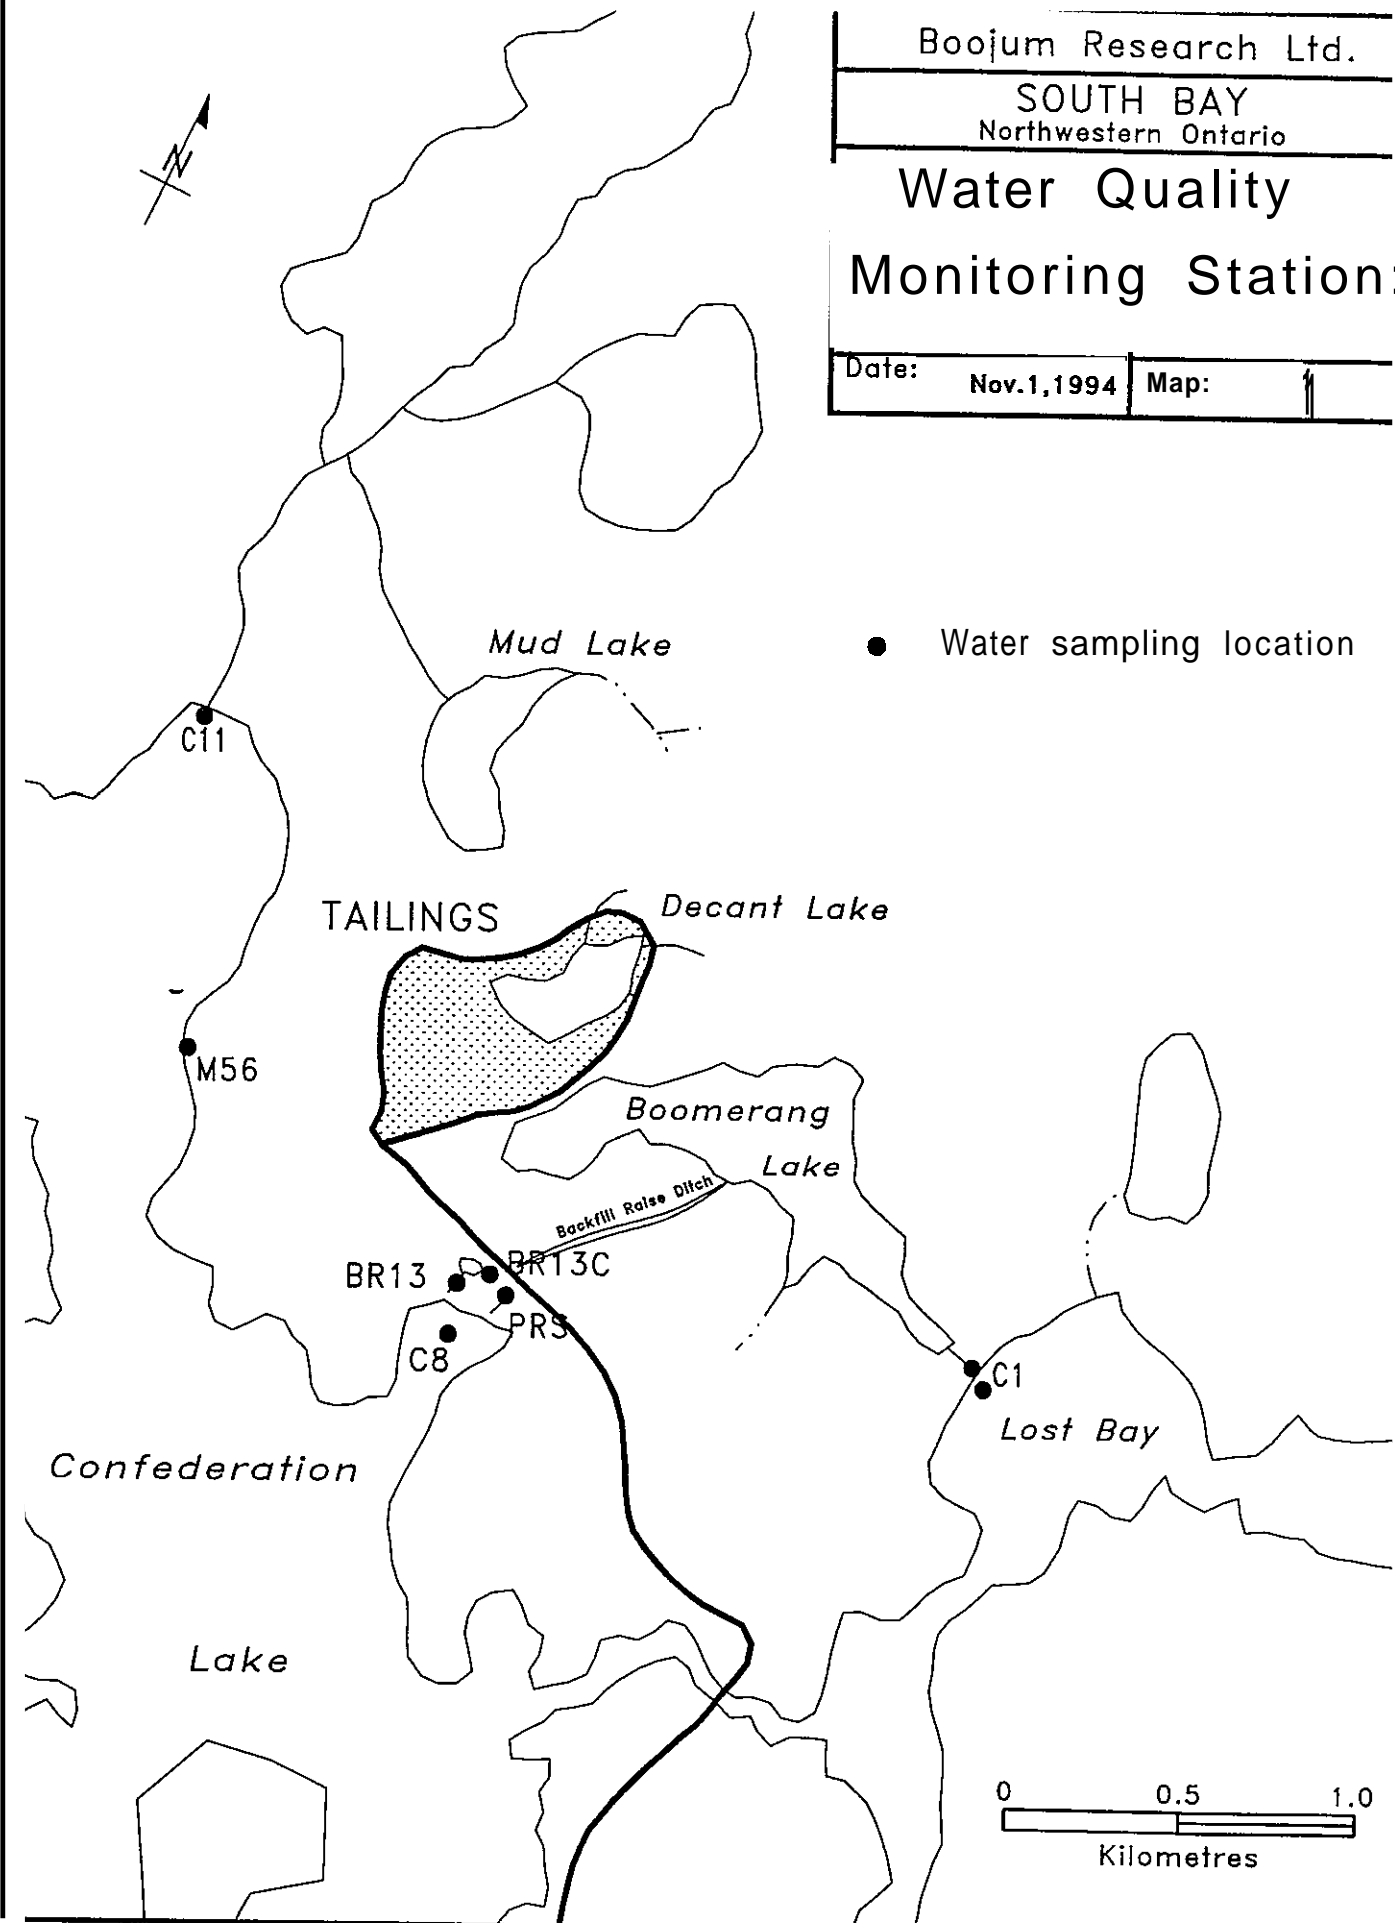 Boojum Research Ltd.
SOUTH BAY
Northwestern Ontario
Water Quality
Monitoring Station
Date: Nov.1,1994 Map: 1
N
Mud Lake
Water sampling location
C11
TAILINGS
Decant Lake
M56
Boomerang
Lake
Backfill Raise Ditch
BR13
BR13C
PRS
C8
C1
Lost Bay
Confederation
Lake
0 0.5 1.0
Kilometres